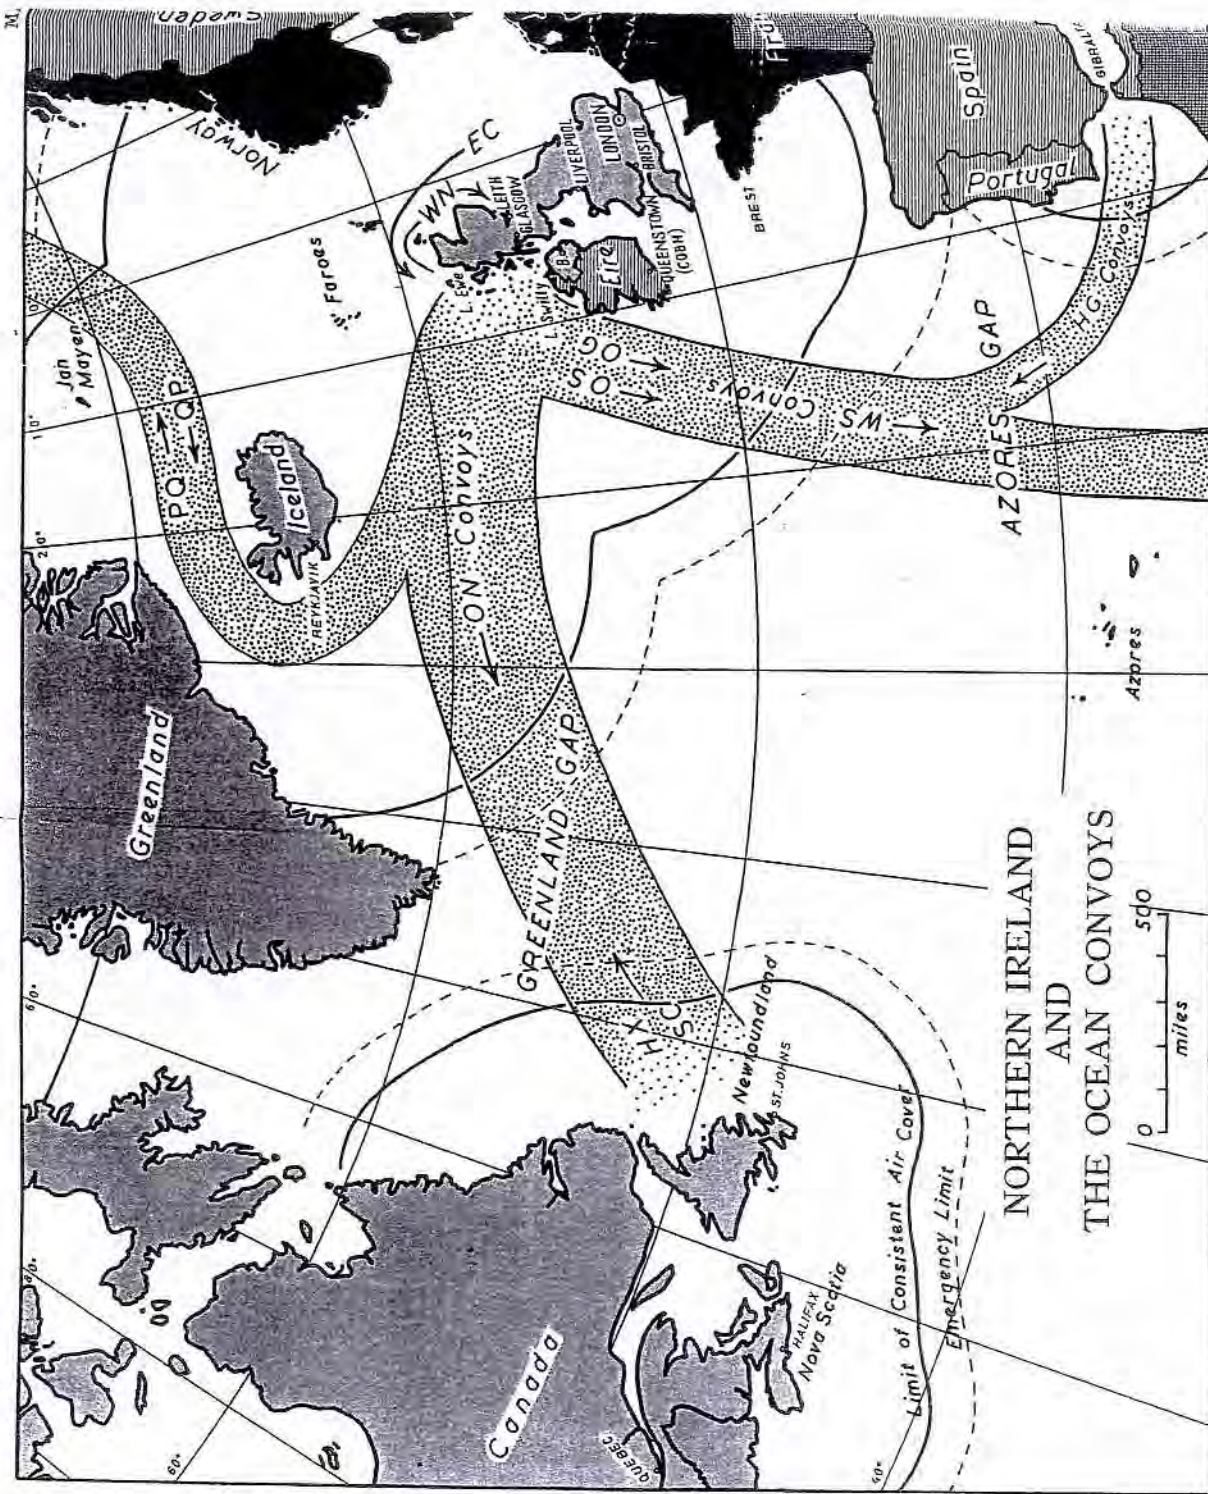 M.
Sweden
Norway
Faroes
Jan
Mayen
10°
20°
PQ
QP
Iceland
REYKJAVIK
Greenland
WN
EC
LEITH
GLASGOW
LIVERPOOL
LONDON
BRISTOL
L. Ewe
L. Swilly
B.
Eire
QUEENSTOWN
(COBH)
BREST
Spain
Portugal
ON Convoys
OG
OS
WS Convoys
HG Convoys
AZORES GAP
Azores
GREENLAND GAP
HX
SC
Newfoundland
ST. JOHNS
Canada
QUEBEC
HALIFAX
Nova Scotia
60°
40°
Limit of Consistent Air Cover
Emergency Limit
NORTHERN IRELAND
AND
THE OCEAN CONVOYS
0 500
miles